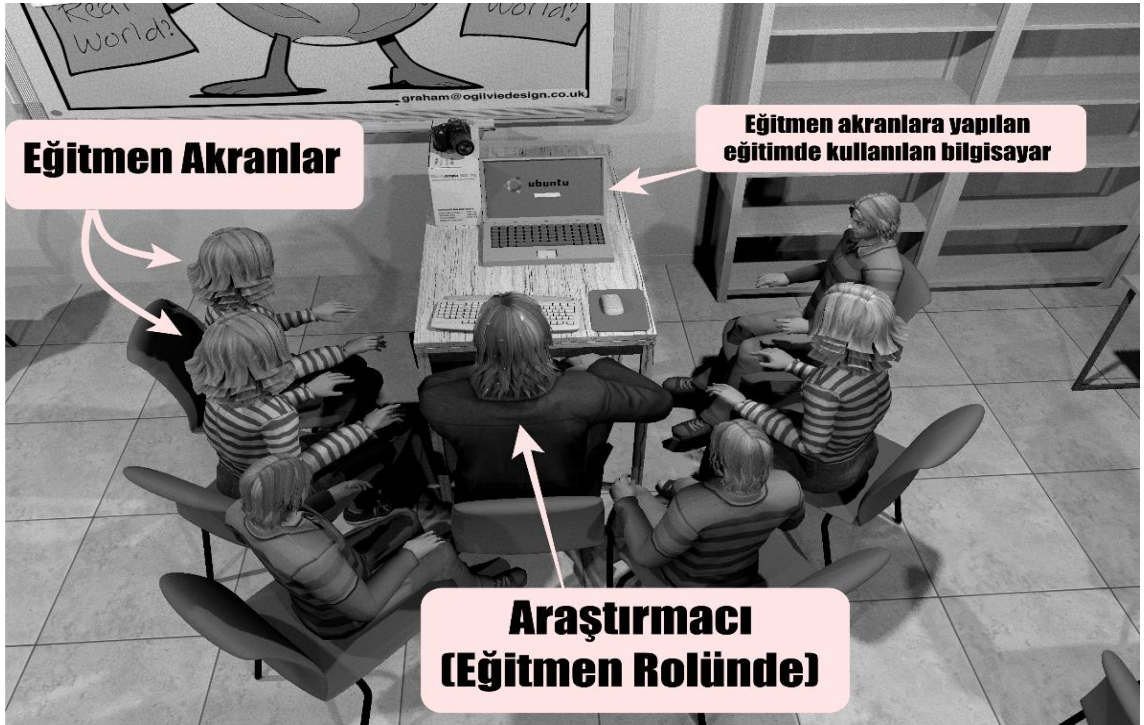 Real
World?
World?
graham@ogilviedesign.co.uk
Eğitmen Akranlar
Eğitmen akranlara yapılan
eğitimde kullanılan bilgisayar
ubuntu
Araştırmacı
(Eğitmen Rolünde)